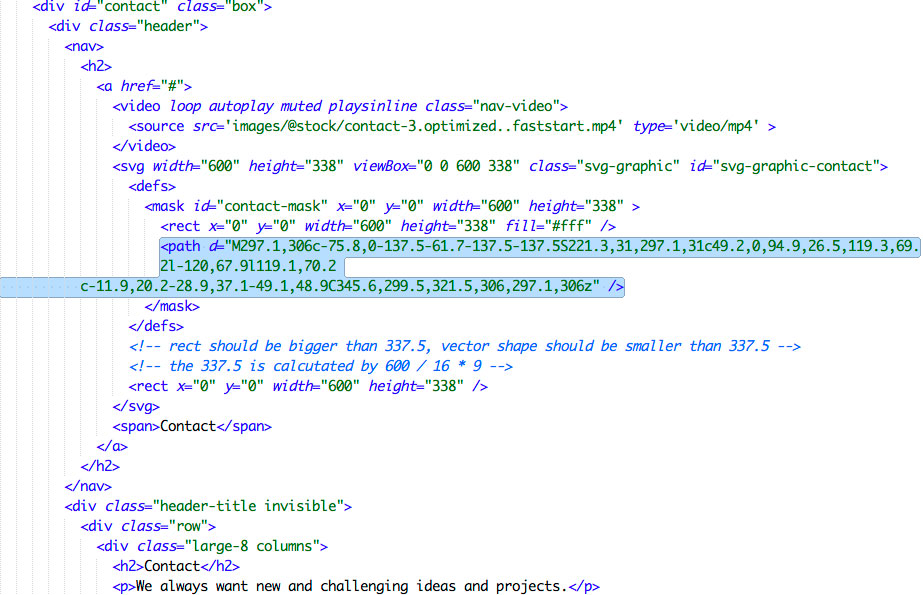 <div id="contact" class="box">
<div class="header">
<nav>
<h2>
<a href="#">
<video loop autoplay muted playsinline class="nav-video">
<source src='images/@stock/contact-3.optimized..faststart.mp4' type='video/mp4' >
</video>
<svg width="600" height="338" viewBox="0 0 600 338" class="svg-graphic" id="svg-graphic-contact">
<defs>
<mask id="contact-mask" x="0" y="0" width="600" height="338" >
<rect x="0" y="0" width="600" height="338" fill="#fff" />
<path d="M297.1,306c-75.8,0-137.5-61.7-137.5-137.5S221.3,31,297.1,31c49.2,0,94.9,26.5,119.3,69.
2l-120,67.9l119.1,70.2
c-11.9,20.2-28.9,37.1-49.1,48.9C345.6,299.5,321.5,306,297.1,306z" />
</mask>
</defs>
<!-- rect should be bigger than 337.5, vector shape should be smaller than 337.5 -->
<!-- the 337.5 is calcutated by 600 / 16 * 9 -->
<rect x="0" y="0" width="600" height="338" />
</svg>
<span>Contact</span>
</a>
</h2>
</nav>
<div class="header-title invisible">
<div class="row">
<div class="large-8 columns">
<h2>Contact</h2>
<p>We always want new and challenging ideas and projects.</p>